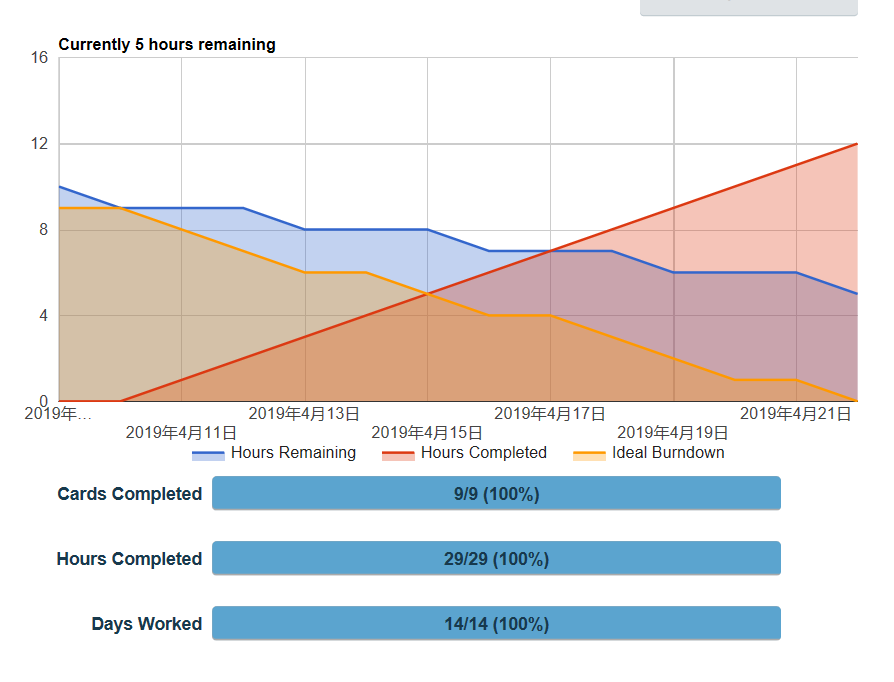 Currently 5 hours remaining
16
12
8
4
0
2019年… 2019年4月13日 2019年4月17日 2019年4月21日
2019年4月11日 2019年4月15日 2019年4月19日
Hours Remaining Hours Completed Ideal Burndown
Cards Completed 9/9 (100%)
Hours Completed 29/29 (100%)
Days Worked 14/14 (100%)